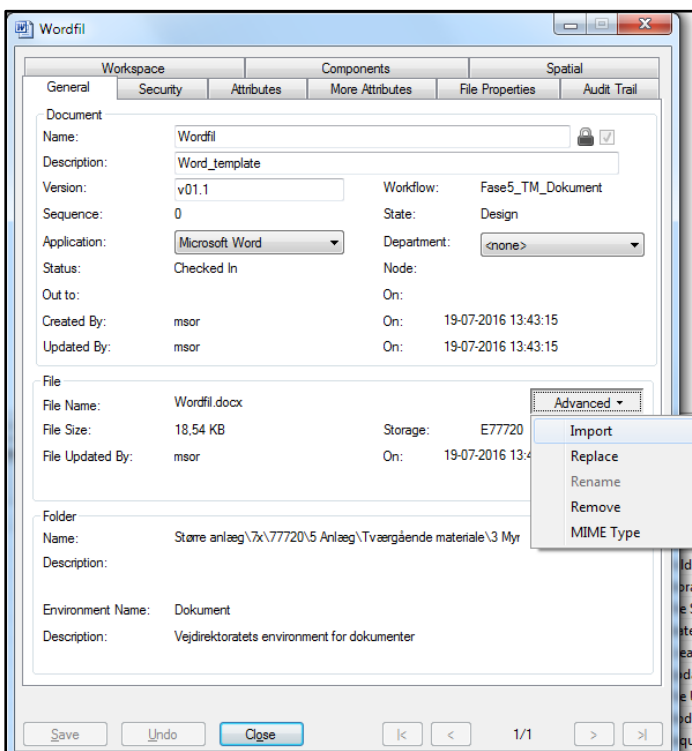 Wordfil
Workspace Components Spatial
General Security Attributes More Attributes File Properties Audit Trail
Document
Name: Wordfil
Description: Word_template
Version: v01.1 Workflow: Fase5_TM_Dokument
Sequence: 0 State: Design
Application: Microsoft Word Department: <none>
Status: Checked In Node:
Out to: On:
Created By: msor On: 19-07-2016 13:43:15
Updated By: msor On: 19-07-2016 13:43:15
File
File Name: Wordfil.docx Advanced
File Size: 18,54 KB Storage: E77720 Import
File Updated By: msor On: 19-07-2016 13:4 Replace
Rename
Remove
MIME Type
Folder
Name: Større anlæg\7x\77720\5 Anlæg\Tværgående materiale\3 Myr
Description:
Environment Name: Dokument
Description: Vejdirektoratets environment for dokumenter
Save Undo Close |< < 1/1 > >|